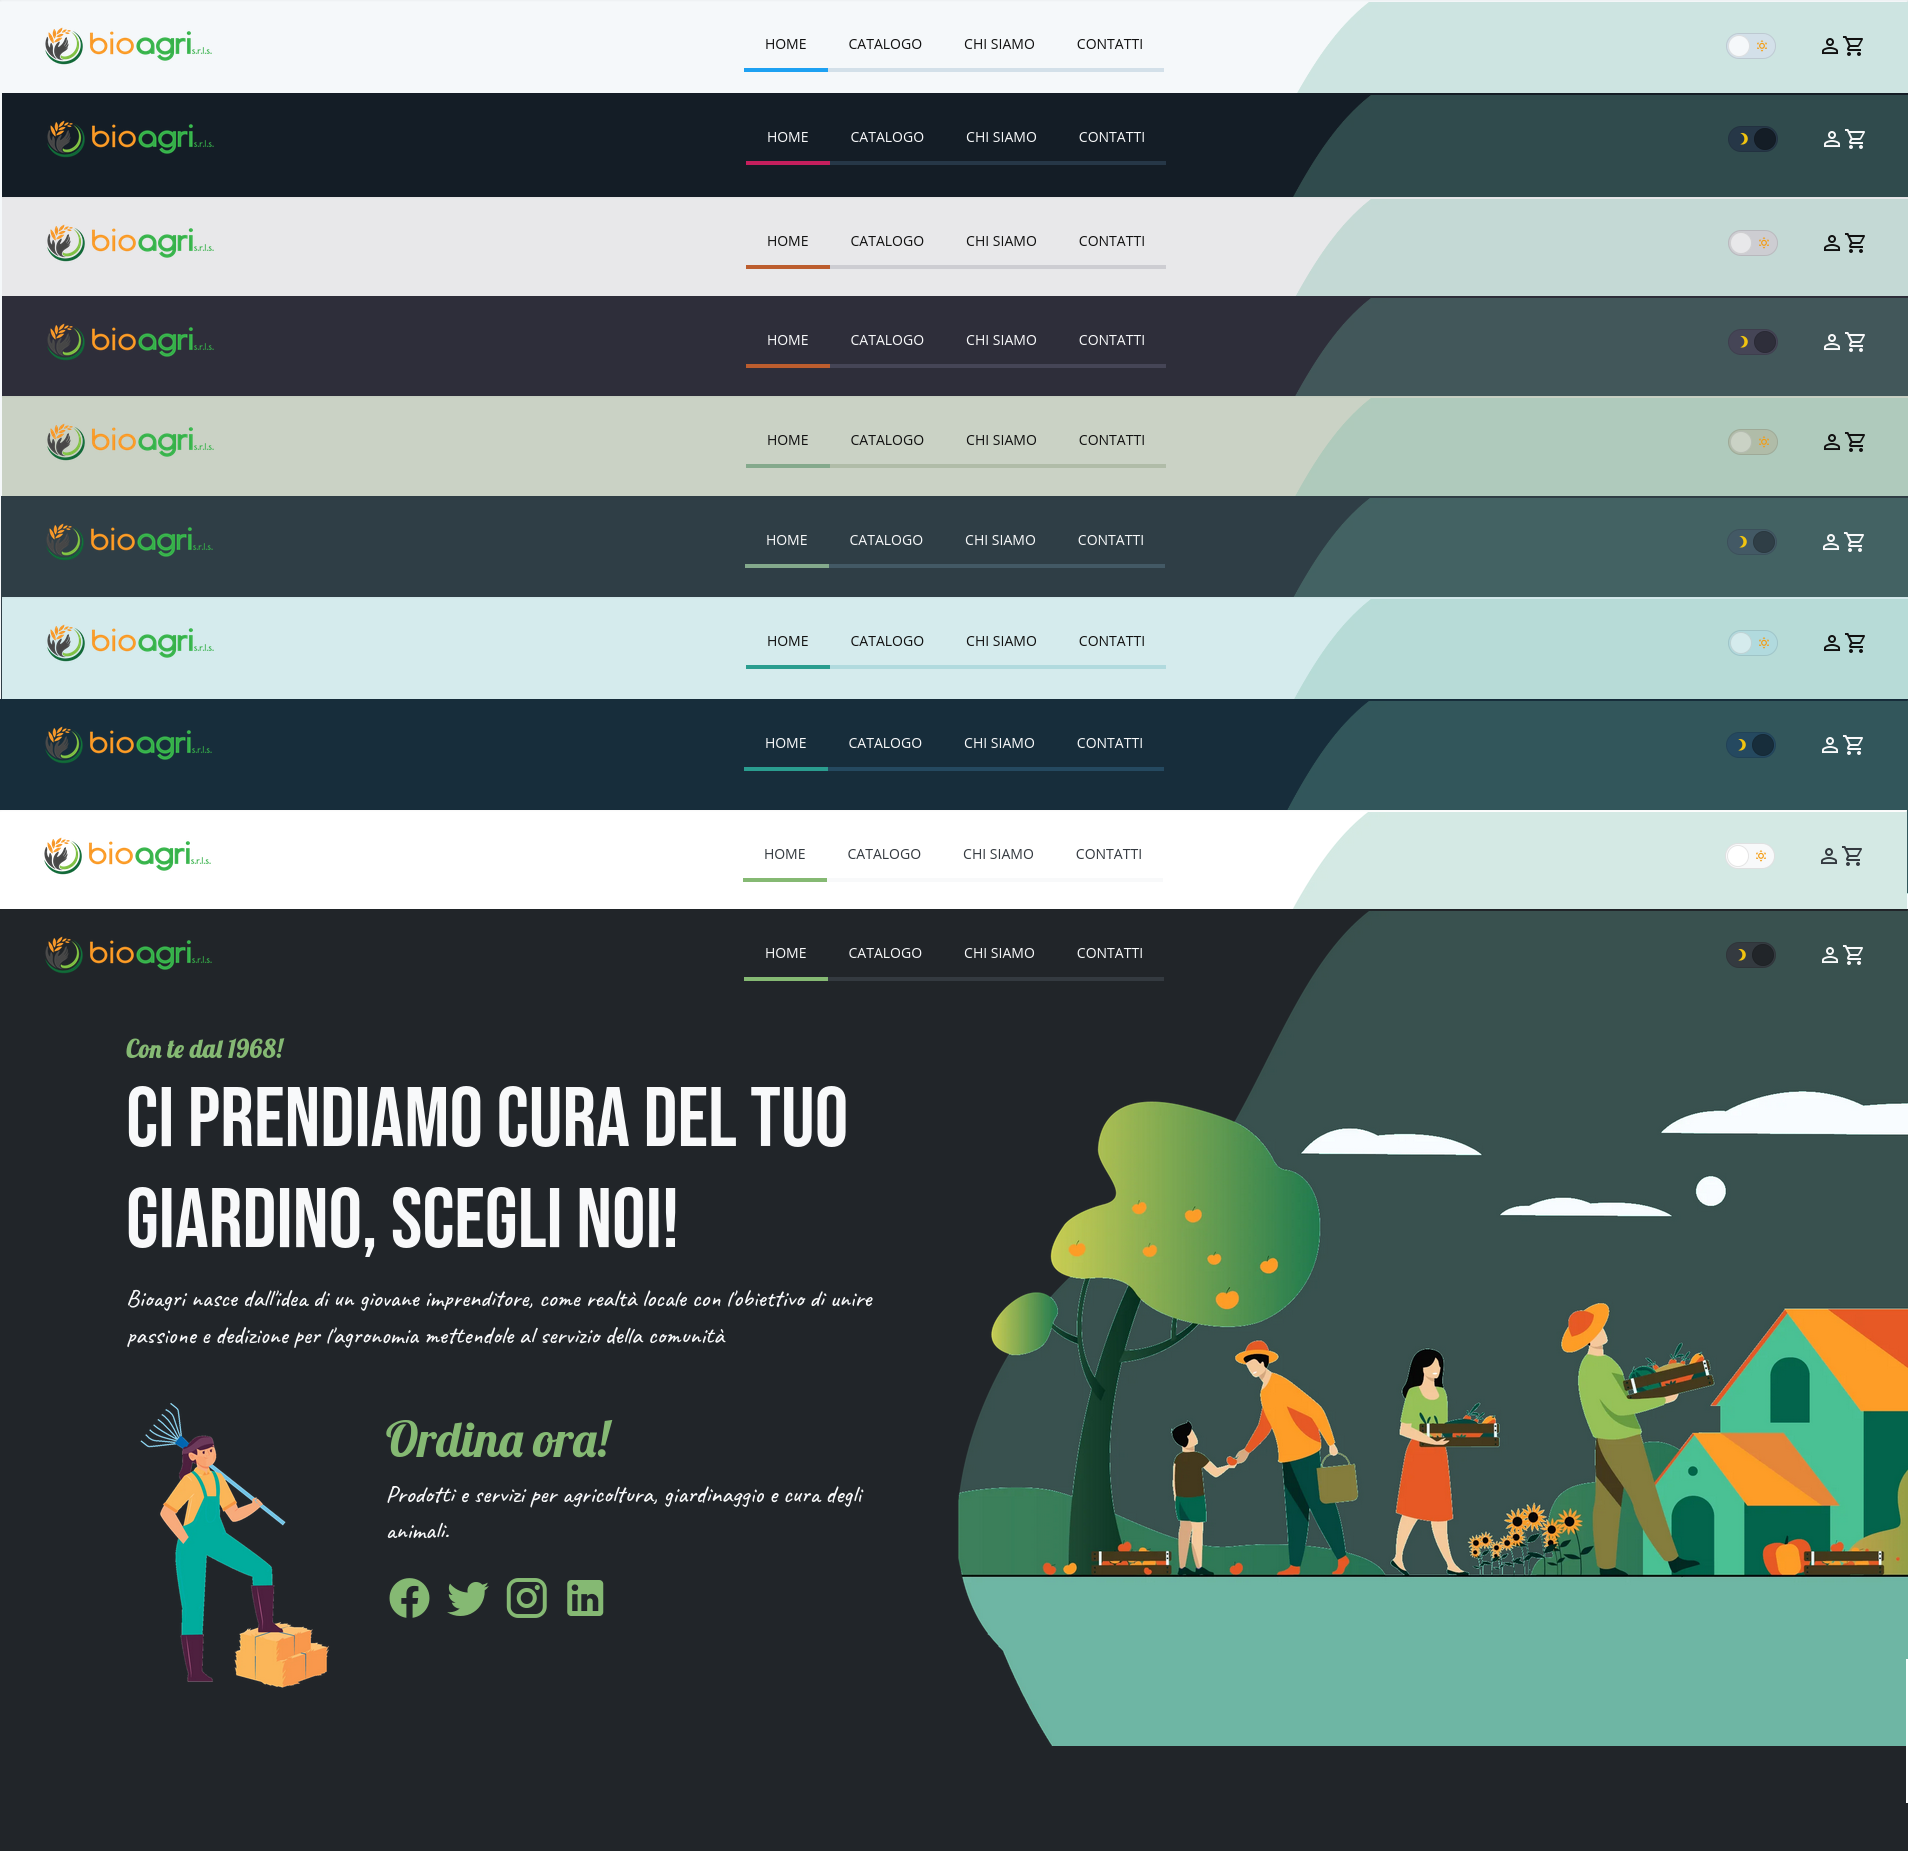 bioagri s.r.l.s. HOME CATALOGO CHI SIAMO CONTATTI
bioagri s.r.l.s. HOME CATALOGO CHI SIAMO CONTATTI
bioagri s.r.l.s. HOME CATALOGO CHI SIAMO CONTATTI
bioagri s.r.l.s. HOME CATALOGO CHI SIAMO CONTATTI
bioagri s.r.l.s. HOME CATALOGO CHI SIAMO CONTATTI
bioagri s.r.l.s. HOME CATALOGO CHI SIAMO CONTATTI
bioagri s.r.l.s. HOME CATALOGO CHI SIAMO CONTATTI
bioagri s.r.l.s. HOME CATALOGO CHI SIAMO CONTATTI
bioagri s.r.l.s. HOME CATALOGO CHI SIAMO CONTATTI
bioagri s.r.l.s. HOME CATALOGO CHI SIAMO CONTATTI
Con te dal 1968!
CI PRENDIAMO CURA DEL TUO
GIARDINO, SCEGLI NOI!
Bioagri nasce dall'idea di un giovane imprenditore, come realtà locale con l'obiettivo di unire
passione e dedizione per l'agronomia mettendole al servizio della comunità
Ordina ora!
Prodotti e servizi per agricoltura, giardinaggio e cura degli
animali.